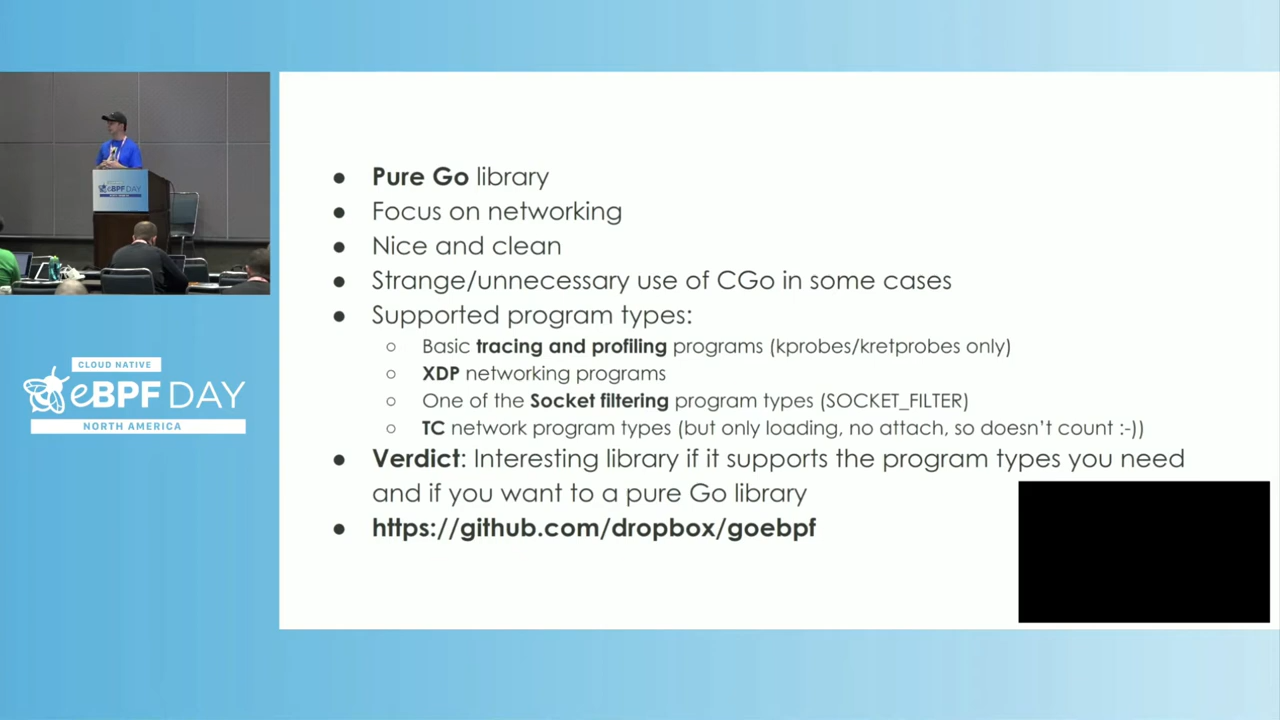 Pure Go library
Focus on networking
Nice and clean
Strange/unnecessary use of CGo in some cases
Supported program types:
Basic tracing and profiling programs (kprobes/kretprobes only)
XDP networking programs
One of the Socket filtering program types (SOCKET_FILTER)
TC network program types (but only loading, no attach, so doesn't count :-))
Verdict: Interesting library if it supports the program types you need
and if you want to a pure Go library
https://github.com/dropbox/goebpf
eBPF DAY
CLOUD NATIVE
eBPF DAY
NORTH AMERICA